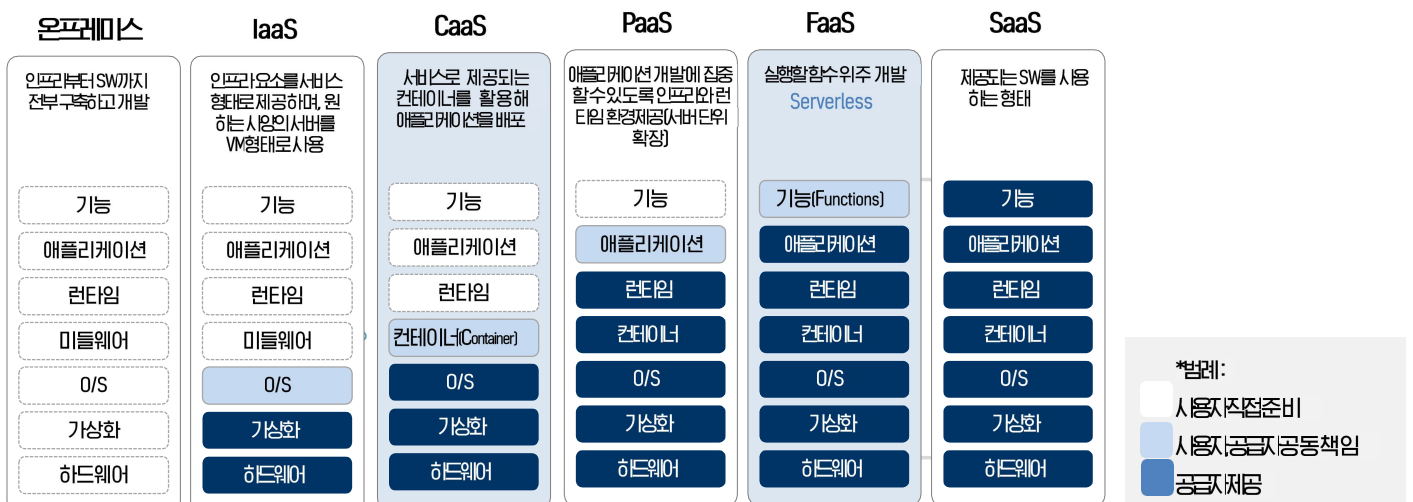 온프레미스
인프라부터 SW까지
전부 구축하고 개발
기능
애플리케이션
런타임
미들웨어
O/S
가상화
하드웨어
IaaS
인프라 요소를 서비스
형태로 제공하며, 원
하는 사양의 서버를
VM형태로 사용
기능
애플리케이션
런타임
미들웨어
O/S
가상화
하드웨어
CaaS
서비스로 제공되는
컨테이너를 활용해
애플리케이션을 배포
기능
애플리케이션
런타임
컨테이너(Container)
O/S
가상화
하드웨어
PaaS
애플리케이션 개발에 집중
할 수 있도록 인프라와 런
타임 환경제공(서버 단위
확장)
기능
애플리케이션
런타임
컨테이너
O/S
가상화
하드웨어
FaaS
실행할 함수 위주 개발
Serverless
기능(Functions)
애플리케이션
런타임
컨테이너
O/S
가상화
하드웨어
SaaS
제공되는 SW를 사용
하는 형태
기능
애플리케이션
런타임
컨테이너
O/S
가상화
하드웨어
*범례 :
사용자 직접 준비
사용자,공급자 공동 책임
공급자 제공